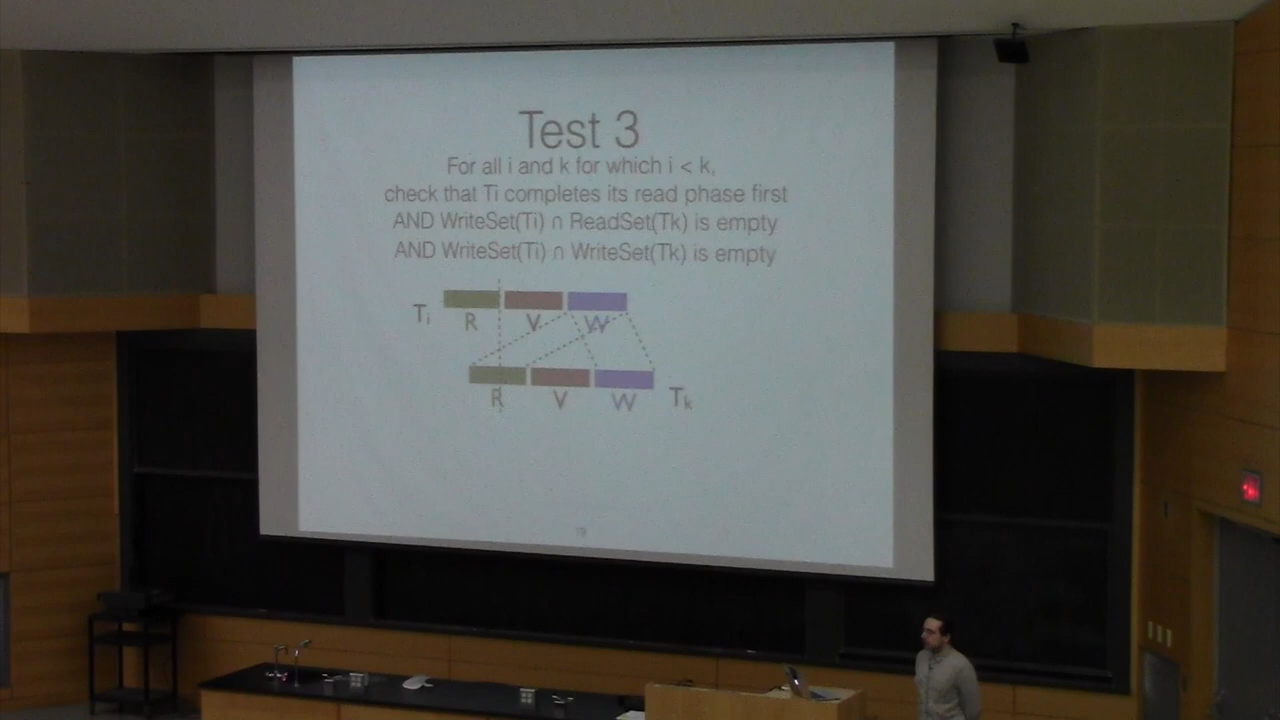 Test 3
For all i and k for which i < k,
check that Ti completes its read phase first
AND WriteSet(Ti) ∩ ReadSet(Tk) is empty
AND WriteSet(Ti) ∩ WriteSet(Tk) is empty
Ti R V W
R V W Tk